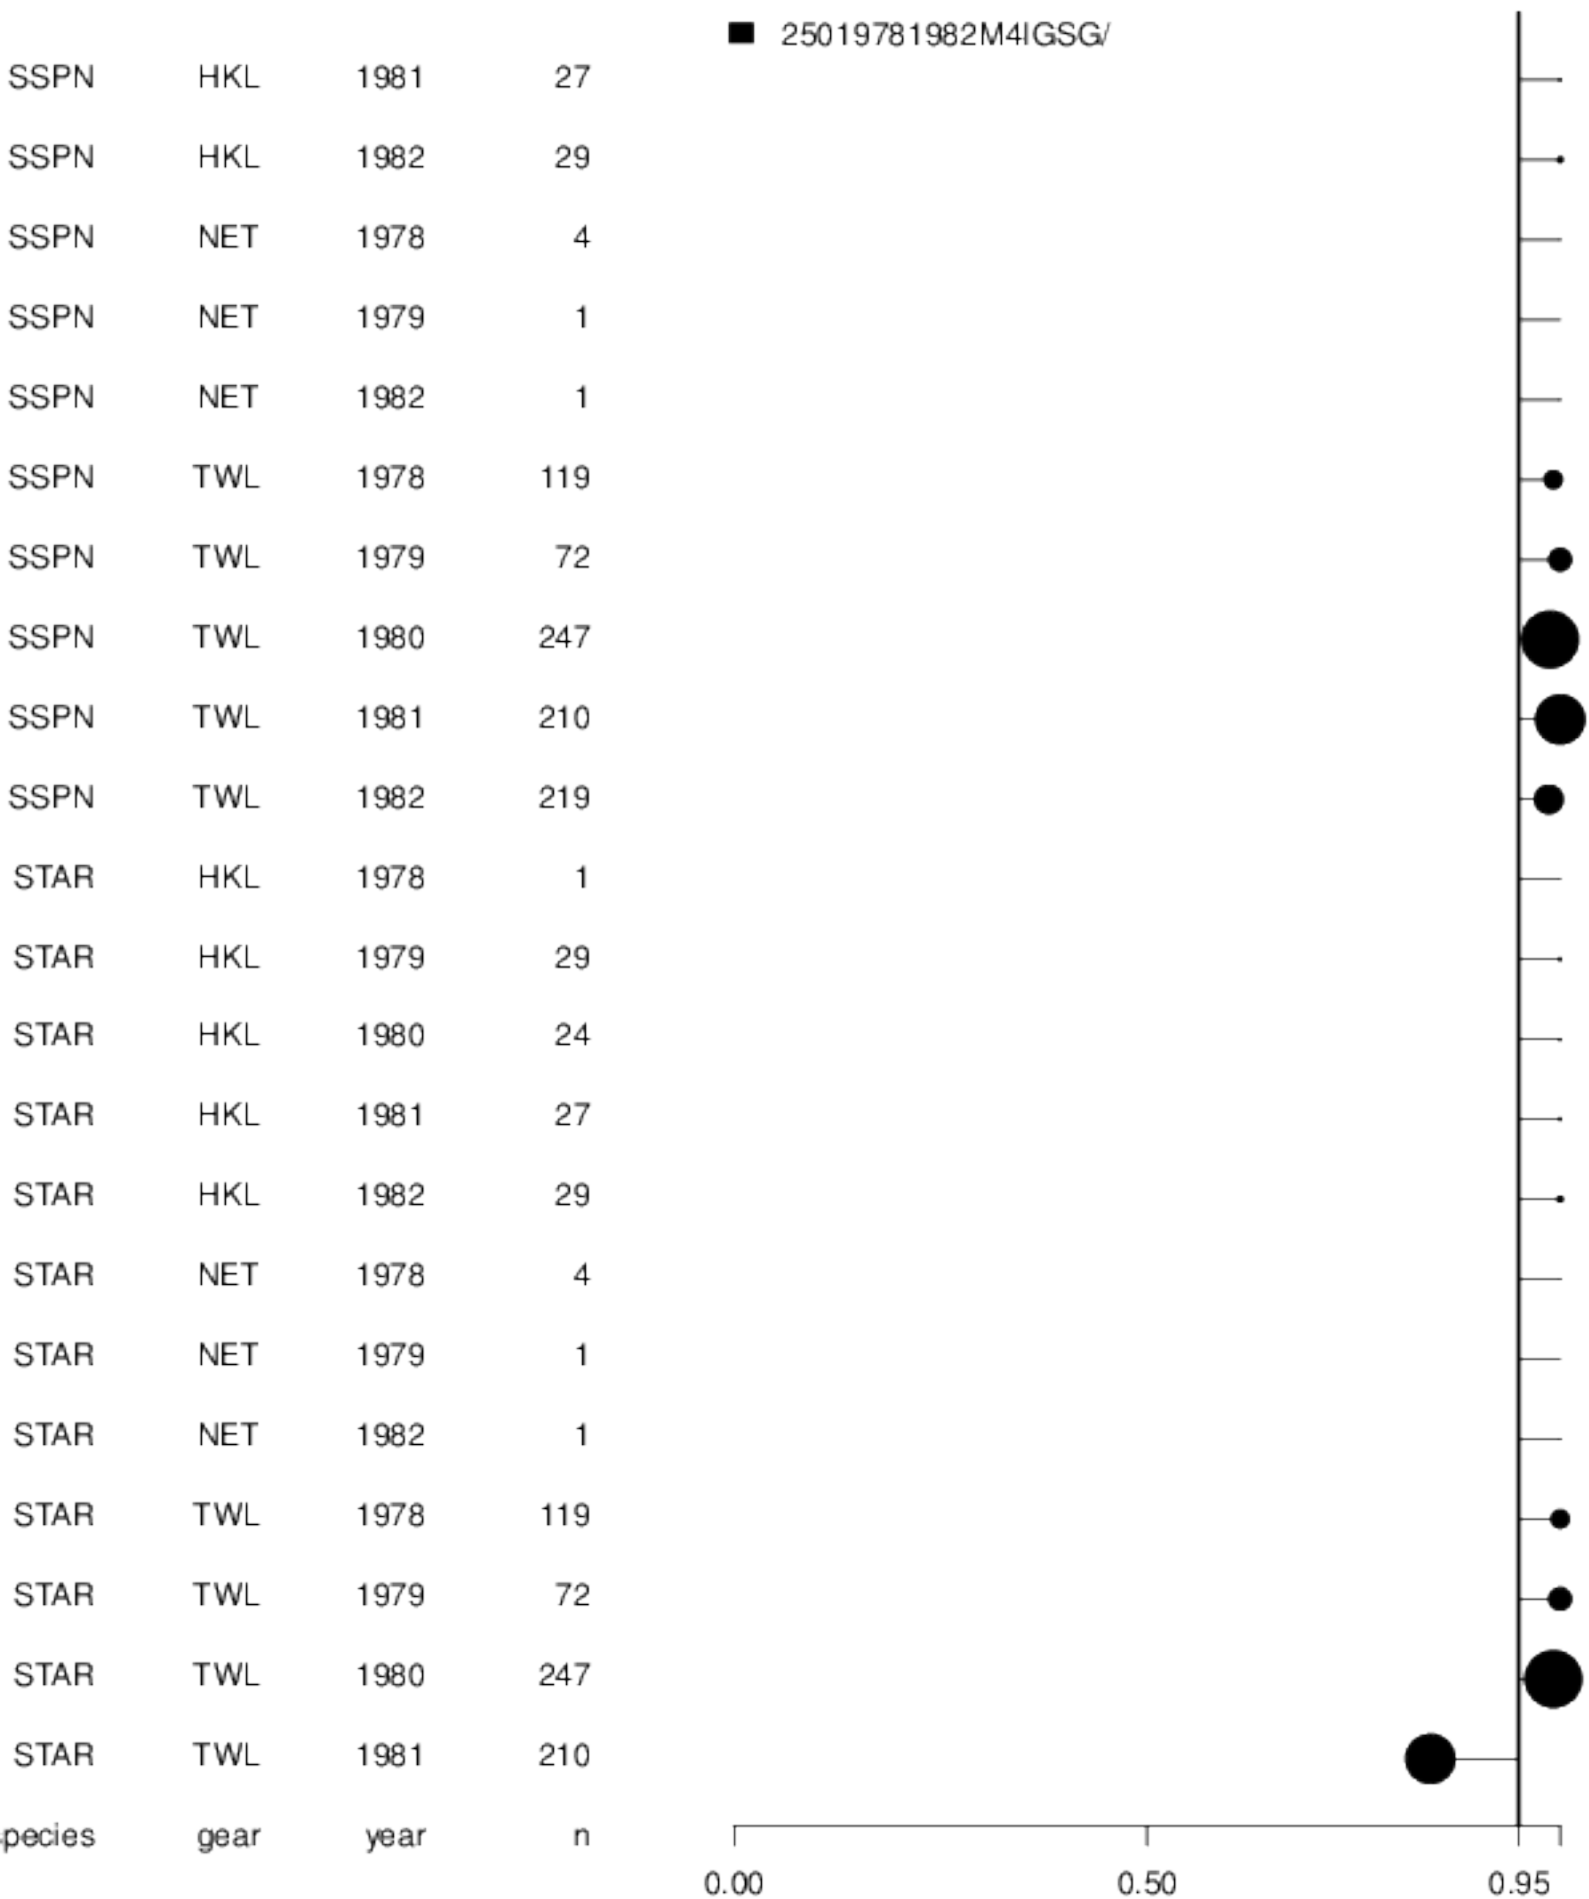 25019781982M4IGSG/
SSPN HKL 1981 27
SSPN HKL 1982 29
SSPN NET 1978 4
SSPN NET 1979 1
SSPN NET 1982 1
SSPN TWL 1978 119
SSPN TWL 1979 72
SSPN TWL 1980 247
SSPN TWL 1981 210
SSPN TWL 1982 219
STAR HKL 1978 1
STAR HKL 1979 29
STAR HKL 1980 24
STAR HKL 1981 27
STAR HKL 1982 29
STAR NET 1978 4
STAR NET 1979 1
STAR NET 1982 1
STAR TWL 1978 119
STAR TWL 1979 72
STAR TWL 1980 247
STAR TWL 1981 210
pecies gear year n
0.00 0.50 0.95